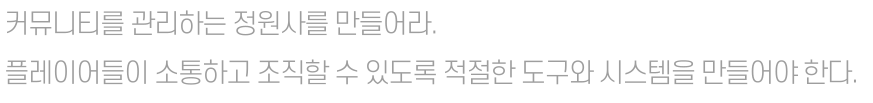 커뮤니티를 관리하는 정원사를 만들어라.
플레이어들이 소통하고 조직할 수 있도록 적절한 도구와 시스템을 만들어야 한다.